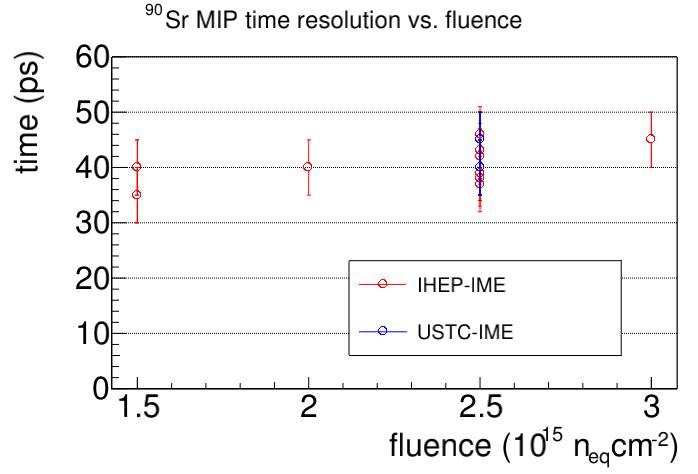 ⁹⁰Sr MIP time resolution vs. fluence
time (ps)
60
50
40
30
20
10
0
IHEP-IME
USTC-IME
1.5
2
2.5
3
fluence (10¹⁵ n_eq cm⁻²)